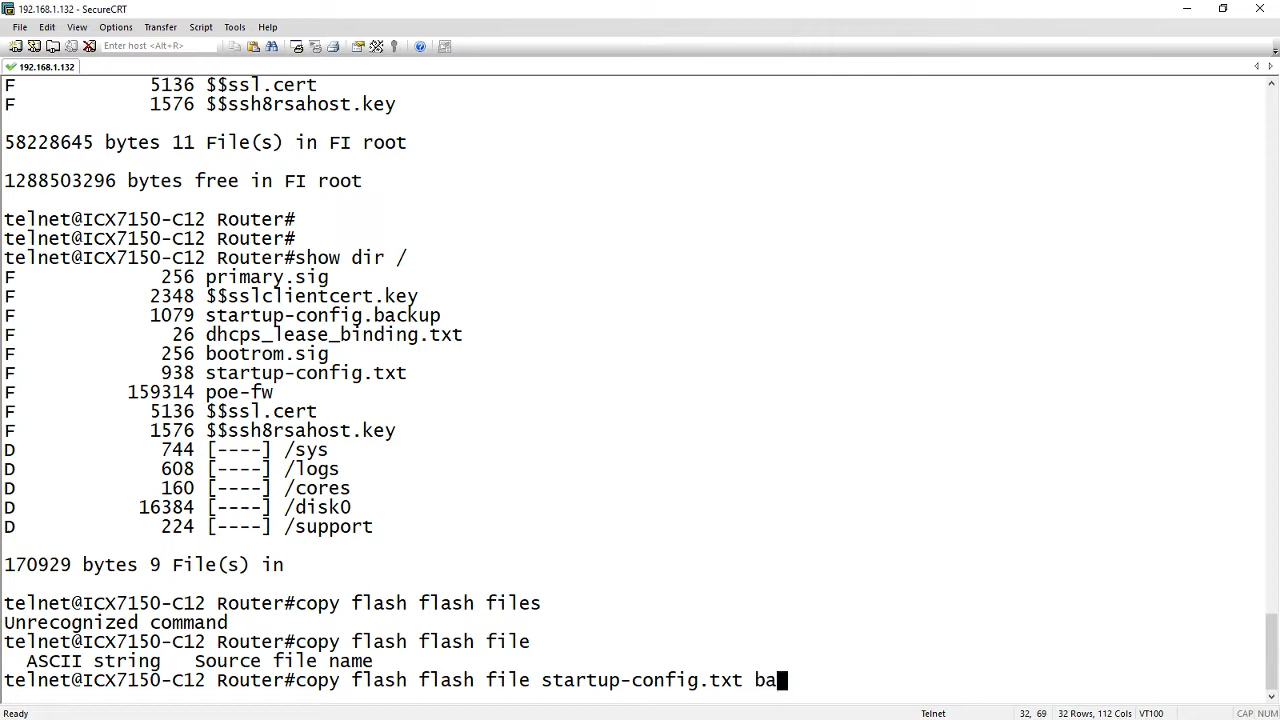 192.168.1.132 - SecureCRT
File Edit View Options Transfer Script Tools Help
Enter host <Alt+R>
192.168.1.132
F 5136 $$ssl.cert
F 1576 $$ssh8rsahost.key
58228645 bytes 11 File(s) in FI root
1288503296 bytes free in FI root
telnet@ICX7150-C12 Router#
telnet@ICX7150-C12 Router#
telnet@ICX7150-C12 Router#show dir /
F 256 primary.sig
F 2348 $$sslclientcert.key
F 1079 startup-config.backup
F 26 dhcps_lease_binding.txt
F 256 bootrom.sig
F 938 startup-config.txt
F 159314 poe-fw
F 5136 $$ssl.cert
F 1576 $$ssh8rsahost.key
D 744 [----] /sys
D 608 [----] /logs
D 160 [----] /cores
D 16384 [----] /disk0
D 224 [----] /support
170929 bytes 9 File(s) in
telnet@ICX7150-C12 Router#copy flash flash files
Unrecognized command
telnet@ICX7150-C12 Router#copy flash flash file
ASCII string Source file name
telnet@ICX7150-C12 Router#copy flash flash file startup-config.txt ba
Ready Telnet 32, 69 32 Rows, 112 Cols VT100 CAP NUM